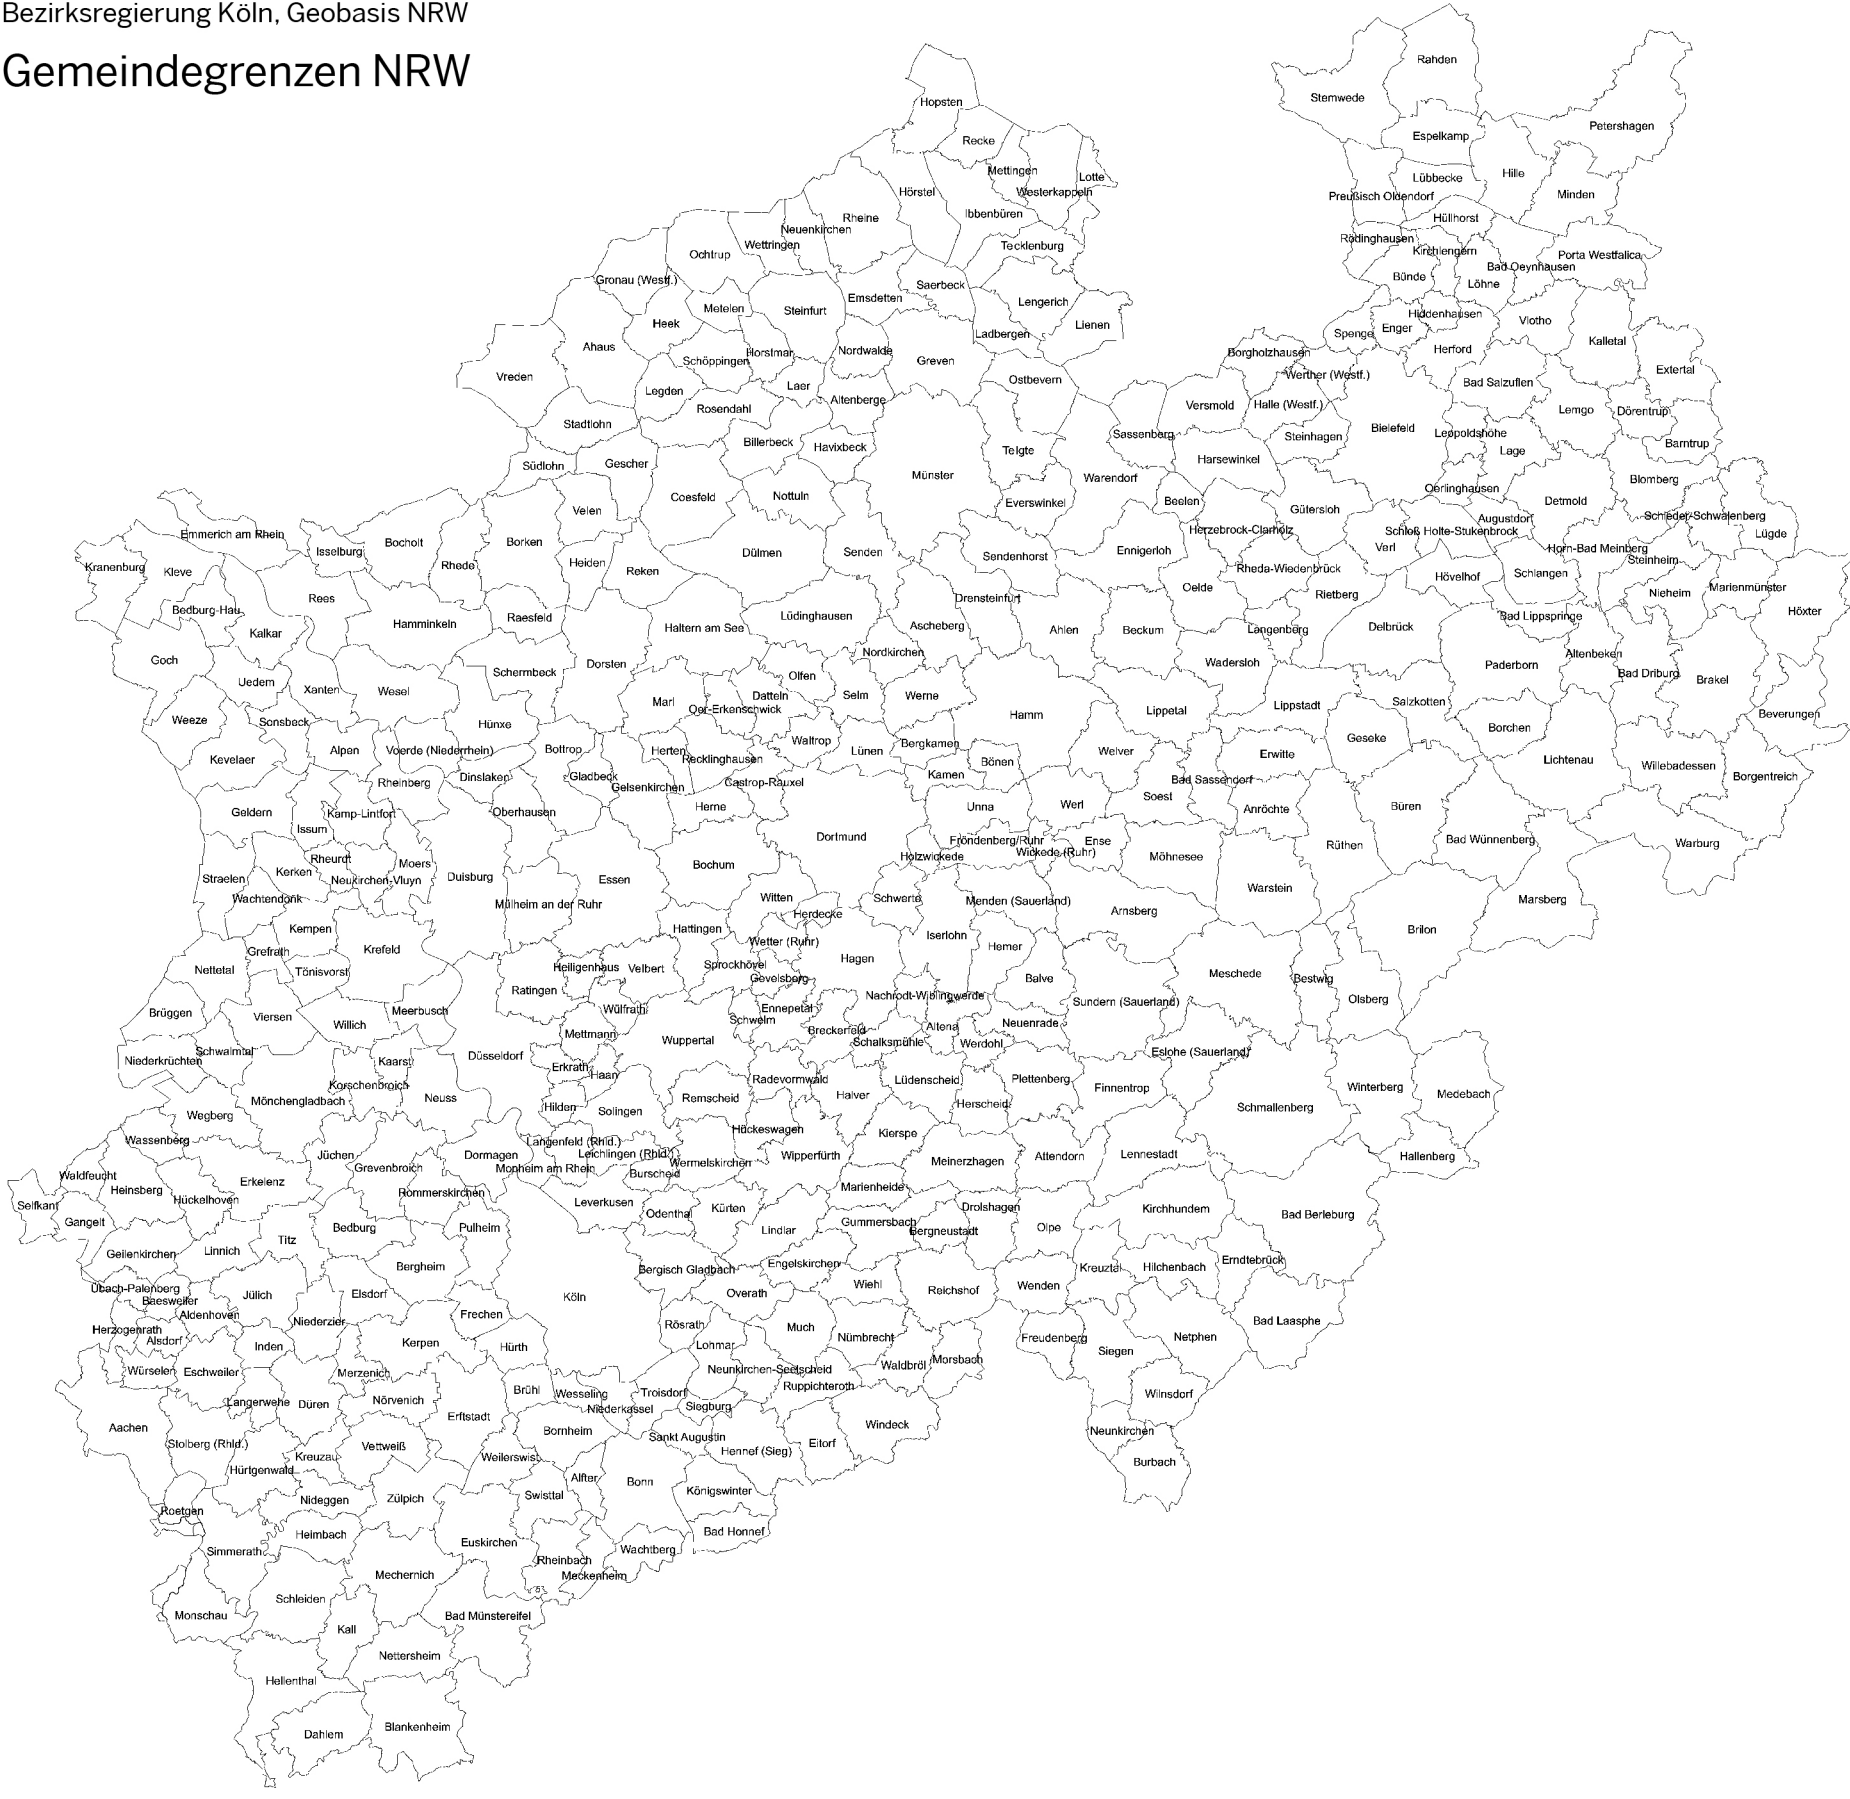 Bezirksregierung Köln, Geobasis NRW
Gemeindegrenzen NRW
Rahden
Stemwede
Hopsten
Petershagen
Espelkamp
Recke
Mettingen
Hille
Lotte
Lübbecke
Westerkappeln
Hörstel
Minden
Preußisch Oldendorf
Ibbenbüren
Rheine
Hüllhorst
Neuenkirchen
Rödinghausen
Wettringen
Tecklenburg
Kirchlengern
Ochtrup
Porta Westfalica
Bad Oeynhausen
Bünde
Gronau (Westf.)
Löhne
Saerbeck
Emsdetten
Lengerich
Metelen
Steinfurt
Hiddenhausen
Vlotho
Heek
Lienen
Enger
Spenge
Ladbergen
Kalletal
Ahaus
Herford
Nordwalde
Horstmar
Borgholzhausen
Schöppingen
Greven
Extertal
Werther (Westf.)
Vreden
Ostbevern
Bad Salzuflen
Laer
Legden
Altenberge
Versmold
Halle (Westf.)
Rosendahl
Lemgo
Dörentrup
Stadtlohn
Bielefeld
Sassenberg
Leopoldshöhe
Steinhagen
Billerbeck
Barntrup
Havixbeck
Telgte
Lage
Harsewinkel
Gescher
Südlohn
Münster
Warendorf
Blomberg
Oerlinghausen
Nottuln
Coesfeld
Detmold
Beelen
Everswinkel
Velen
Gütersloh
Schieder-Schwalenberg
Augustdorf
Herzebrock-Clarholz
Schloß Holte-Stukenbrock
Emmerich am Rhein
Lügde
Bocholt
Borken
Verl
Horn-Bad Meinberg
Isselburg
Dülmen
Senden
Ennigerloh
Sendenhorst
Steinheim
Heiden
Rhede
Kranenburg
Rheda-Wiedenbrück
Kleve
Reken
Schlangen
Hövelhof
Oelde
Marienmünster
Nieheim
Rietberg
Rees
Drensteinfurt
Bedburg-Hau
Höxter
Raesfeld
Lüdinghausen
Bad Lippspringe
Hamminkeln
Ascheberg
Delbrück
Haltern am See
Ahlen
Beckum
Langenberg
Kalkar
Nordkirchen
Altenbeken
Goch
Wadersloh
Dorsten
Paderborn
Schermbeck
Bad Driburg
Olfen
Brakel
Uedem
Xanten
Wesel
Datteln
Selm
Werne
Marl
Salzkotten
Lippstadt
Oer-Erkenschwick
Lippetal
Beverungen
Hamm
Weeze
Sonsbeck
Hünxe
Borchen
Geseke
Waltrop
Bergkamen
Bottrop
Alpen
Voerde (Niederrhein)
Herten
Lünen
Welver
Erwitte
Kevelaer
Recklinghausen
Lichtenau
Bönen
Willebadessen
Kamen
Dinslaken
Gladbeck
Borgentreich
Bad Sassendorf
Rheinberg
Castrop-Rauxel
Gelsenkirchen
Soest
Werl
Herne
Unna
Büren
Anröchte
Geldern
Kamp-Lintfort
Oberhausen
Issum
Dortmund
Fröndenberg/Ruhr
Ense
Bad Wünnenberg
Warburg
Rüthen
Wickede (Ruhr)
Holzwickede
Möhnesee
Rheurdt
Moers
Bochum
Kerken
Duisburg
Straelen
Neukirchen-Vluyn
Essen
Warstein
Wachtendonk
Witten
Schwerte
Menden (Sauerland)
Marsberg
Mülheim an der Ruhr
Arnsberg
Herdecke
Kempen
Hattingen
Brilon
Iserlohn
Wetter (Ruhr)
Hemer
Grefrath
Krefeld
Hagen
Sprockhövel
Heiligenhaus
Velbert
Nettetal
Tönisvorst
Meschede
Gevelsberg
Balve
Bestwig
Ratingen
Nachrodt-Wiblingwerde
Olsberg
Sundern (Sauerland)
Wülfrath
Ennepetal
Meerbusch
Brüggen
Viersen
Schwelm
Willich
Neuenrade
Altena
Breckerfeld
Mettmann
Wuppertal
Schalksmühle
Werdohl
Schwalmtal
Eslohe (Sauerland)
Düsseldorf
Niederkrüchten
Kaarst
Erkrath
Haan
Radevormwald
Lüdenscheid
Plettenberg
Korschenbroich
Finnentrop
Winterberg
Medebach
Halver
Neuss
Remscheid
Mönchengladbach
Herscheid
Hilden
Schmallenberg
Solingen
Wegberg
Hückeswagen
Kierspe
Wassenberg
Langenfeld (Rhld.)
Jüchen
Dormagen
Leichlingen (Rhld.)
Wipperfürth
Attendorn
Lennestadt
Hallenberg
Meinerzhagen
Wermelskirchen
Grevenbroich
Monheim am Rhein
Burscheid
Waldfeucht
Erkelenz
Marienheide
Heinsberg
Rommerskirchen
Hückelhoven
Leverkusen
Selfkant
Drolshagen
Kürten
Kirchhundem
Odenthal
Bad Berleburg
Gangelt
Gummersbach
Bedburg
Pulheim
Olpe
Lindlar
Bergneustadt
Titz
Linnich
Geilenkirchen
Erndtebrück
Engelskirchen
Bergheim
Hilchenbach
Kreuztal
Bergisch Gladbach
Wiehl
Wenden
Übach-Palenberg
Reichshof
Overath
Elsdorf
Jülich
Köln
Baesweiler
Aldenhoven
Frechen
Niederzier
Bad Laasphe
Rösrath
Much
Herzogenrath
Netphen
Nümbrecht
Freudenberg
Alsdorf
Kerpen
Lohmar
Inden
Hürth
Siegen
Morsbach
Waldbröl
Neunkirchen-Seelscheid
Würselen
Eschweiler
Merzenich
Ruppichteroth
Brühl
Wesseling
Troisdorf
Wilnsdorf
Nörvenich
Langerwehe
Düren
Siegburg
Niederkassel
Erftstadt
Windeck
Aachen
Bornheim
Neunkirchen
Sankt Augustin
Eitorf
Stolberg (Rhld.)
Vettweiß
Hennef (Sieg)
Kreuzau
Weilerswist
Burbach
Hürtgenwald
Alfter
Bonn
Königswinter
Swisttal
Zülpich
Nideggen
Roetgen
Bad Honnef
Heimbach
Euskirchen
Wachtberg
Simmerath
Rheinbach
Mechernich
Meckenheim
Schleiden
Monschau
Bad Münstereifel
Kall
Nettersheim
Hellenthal
Blankenheim
Dahlem